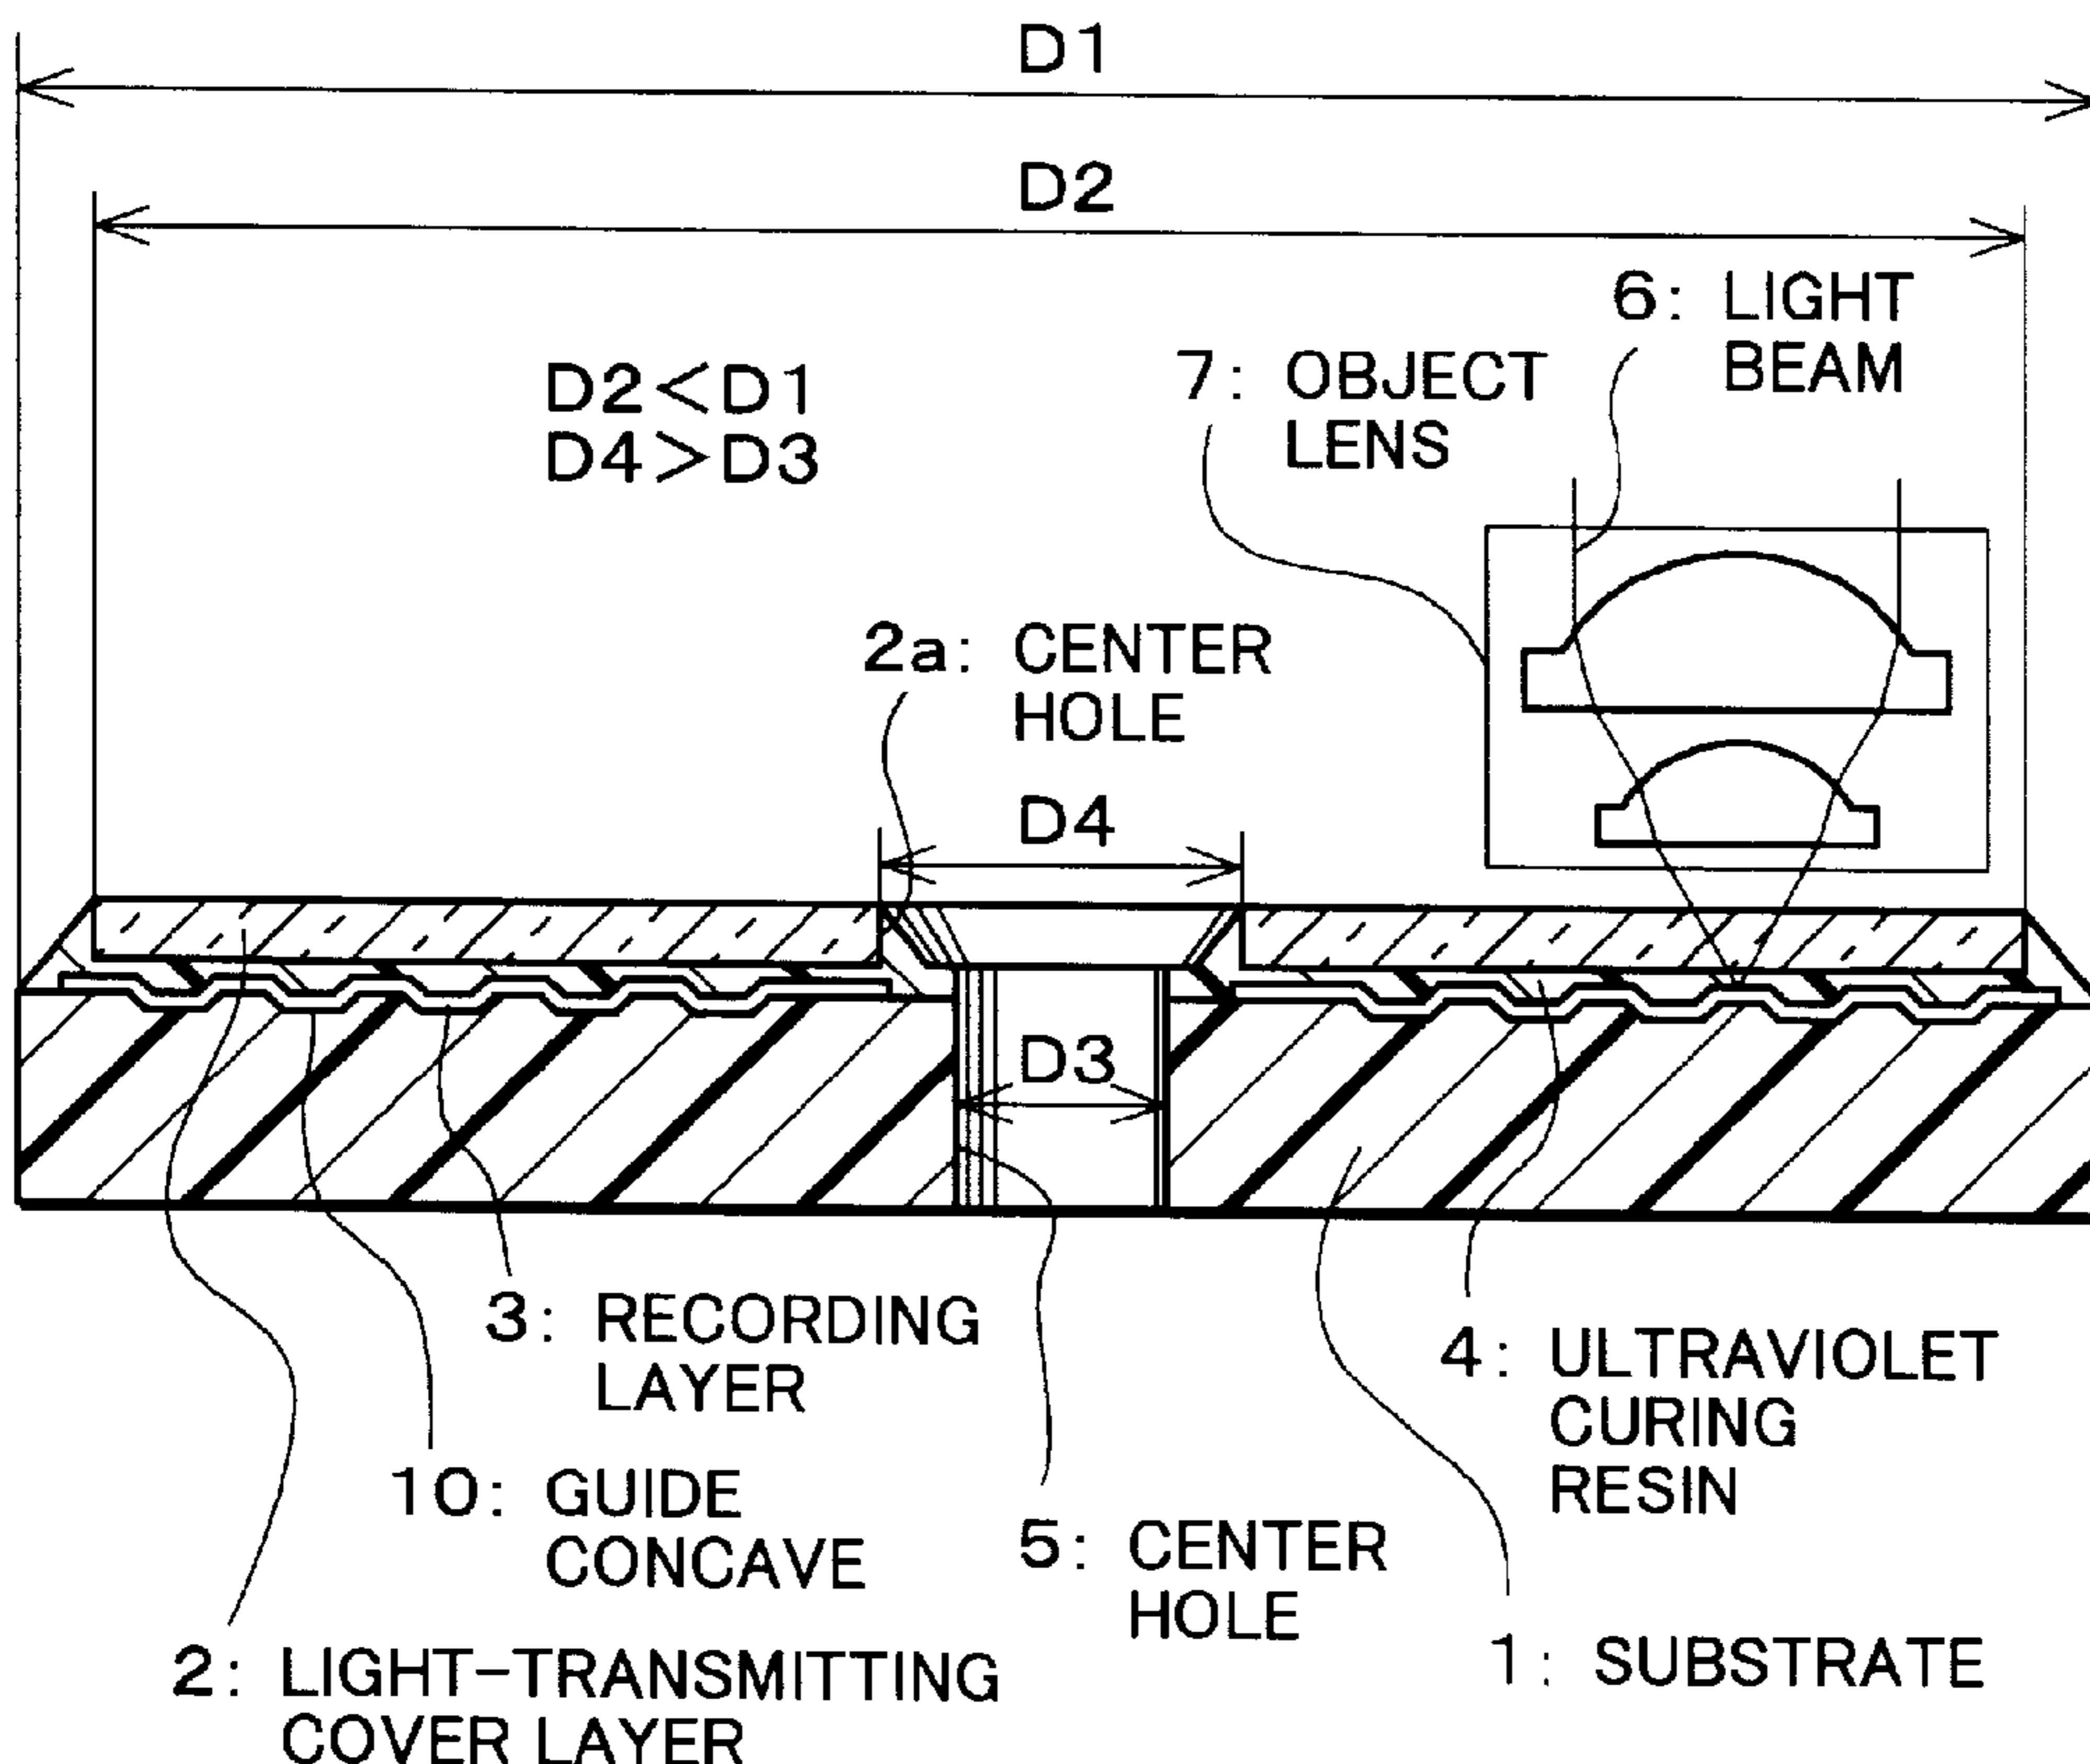 D1
D2
6: LIGHT
BEAM
7: OBJECT
LENS
D2<D1
D4>D3
2a: CENTER
HOLE
D4
D3
3: RECORDING
LAYER
4: ULTRAVIOLET
CURING
RESIN
10: GUIDE
CONCAVE
5: CENTER
HOLE
1: SUBSTRATE
2: LIGHT-TRANSMITTING
COVER LAYER